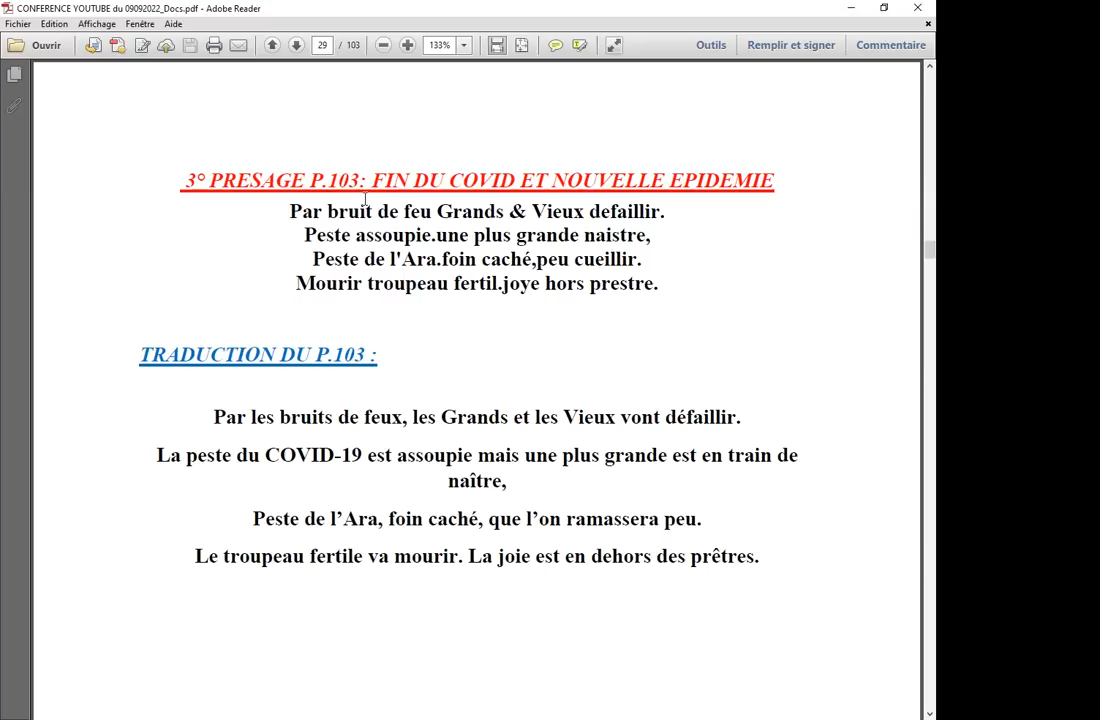 CONFERENCE YOUTUBE du 09092022_Docs.pdf - Adobe Reader
Fichier Edition Affichage Fenêtre Aide
Ouvrir 29 / 103 133% Outils Remplir et signer Commentaire
3° PRESAGE P.103: FIN DU COVID ET NOUVELLE EPIDEMIE
Par bruit de feu Grands & Vieux defaillir.
Peste assoupie.une plus grande naistre,
Peste de l'Ara.foin caché,peu cueillir.
Mourir troupeau fertil.joye hors prestre.
TRADUCTION DU P.103 :
Par les bruits de feux, les Grands et les Vieux vont défaillir.
La peste du COVID-19 est assoupie mais une plus grande est en train de
naître,
Peste de l’Ara, foin caché, que l’on ramassera peu.
Le troupeau fertile va mourir. La joie est en dehors des prêtres.